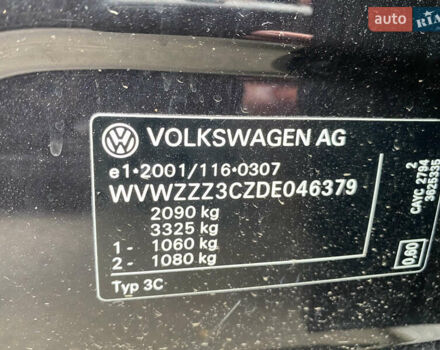 auto
RIA
VOLKSWAGEN AG
e1*2001/116*0307
WVWZZZ3CZDE046379
2090 kg
3325 kg
1- 1060 kg
2- 1080 kg
Typ 3C
2
CAYC 2794
3C25335
0.60